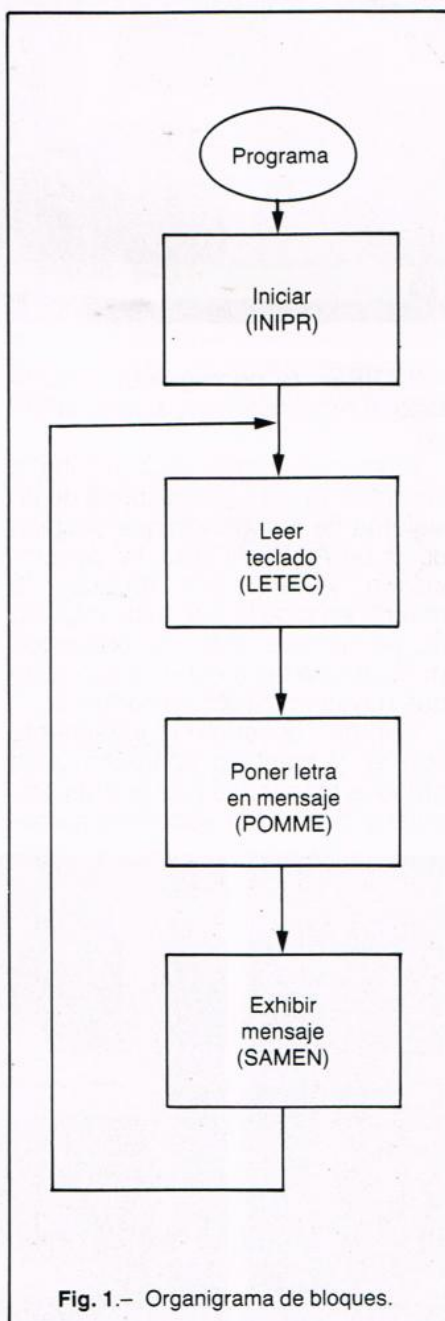 Programa
Iniciar
(INIPR)
Leer
teclado
(LETEC)
Poner letra
en mensaje
(POMME)
Exhibir
mensaje
(SAMEN)
Fig. 1.– Organigrama de bloques.